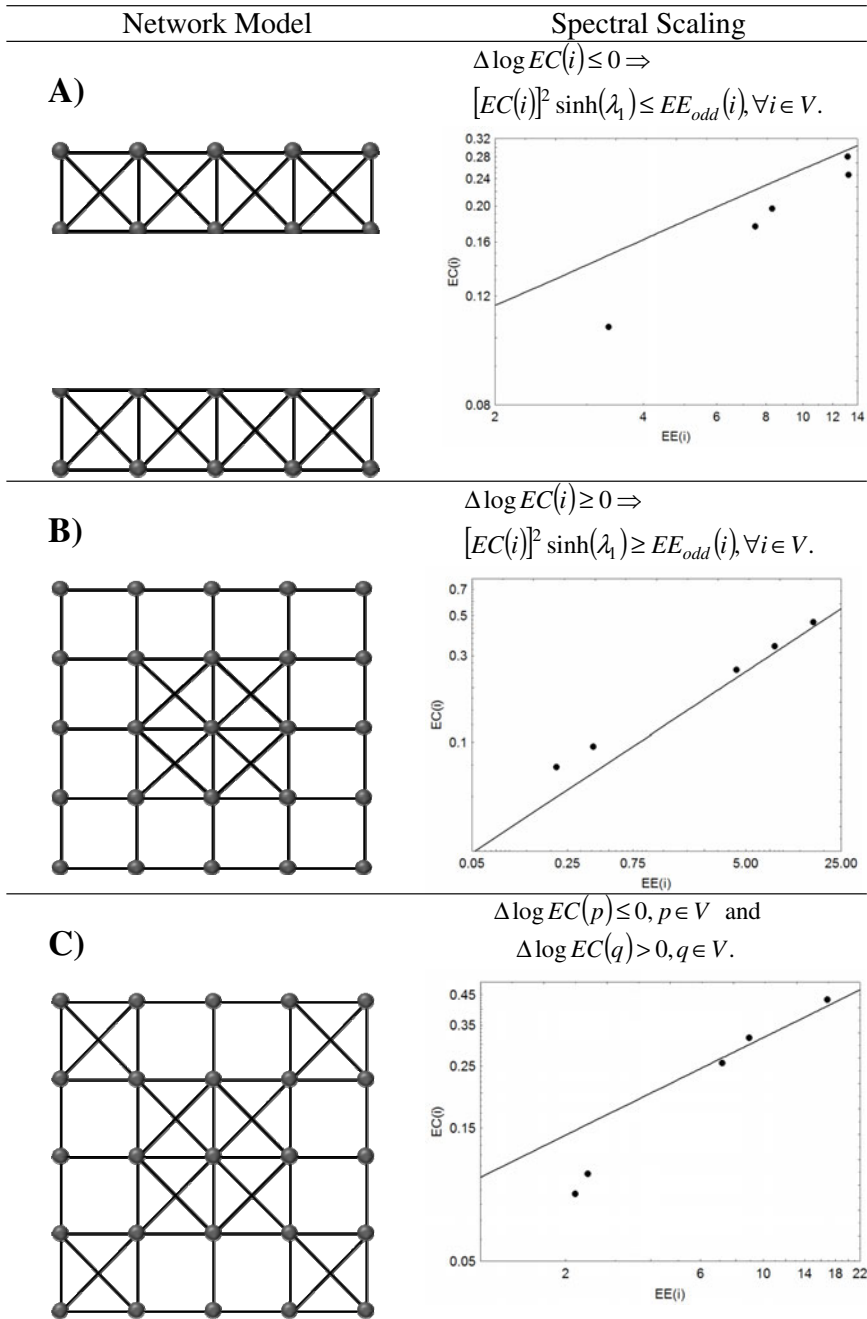 Network Model Spectral Scaling
A)
Δ log EC(i) ≤ 0 ⇒
[EC(i)]² sinh(λ₁) ≤ EE_odd(i), ∀i ∈ V.
0.32
0.28
0.24
0.20
0.16
0.12
0.08
EC(i)
2 4 6 8 10 12 14
EE(i)
B)
Δ log EC(i) ≥ 0 ⇒
[EC(i)]² sinh(λ₁) ≥ EE_odd(i), ∀i ∈ V.
0.7
0.5
0.3
0.1
EC(i)
0.05 0.25 0.75 5.00 25.00
EE(i)
C)
Δ log EC(p) ≤ 0, p ∈ V and
Δ log EC(q) > 0, q ∈ V.
0.45
0.35
0.25
0.15
0.05
EC(i)
2 6 10 14 18 22
EE(i)